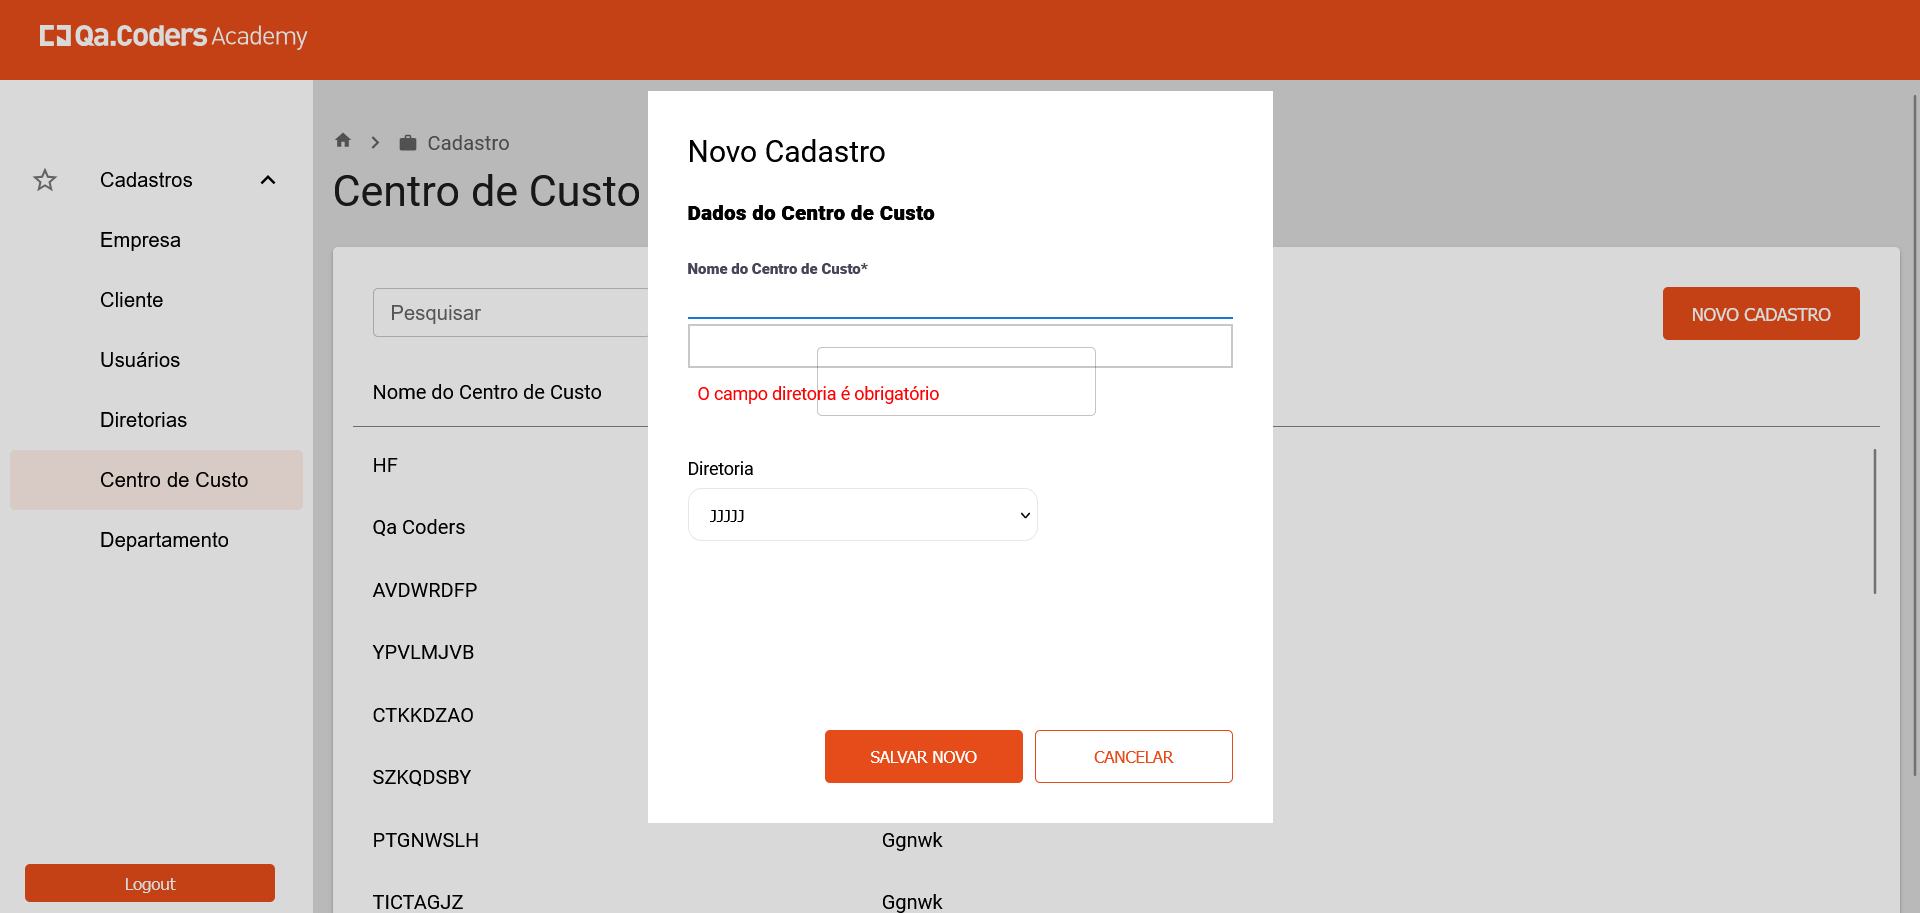 Qa.Coders Academy
Cadastros
Empresa
Cliente
Usuários
Diretorias
Centro de Custo
Departamento
Logout
Cadastro
Centro de Custo
Pesquisar
NOVO CADASTRO
Nome do Centro de Custo
HF
Qa Coders
AVDWRDFP
YPVLMJVB
CTKKDZAO
SZKQDSBY
PTGNWSLH Ggnwk
TICTAGJZ Ggnwk
Novo Cadastro
Dados do Centro de Custo
Nome do Centro de Custo*
O campo diretoria é obrigatório
Diretoria
JJJJJ
SALVAR NOVO
CANCELAR